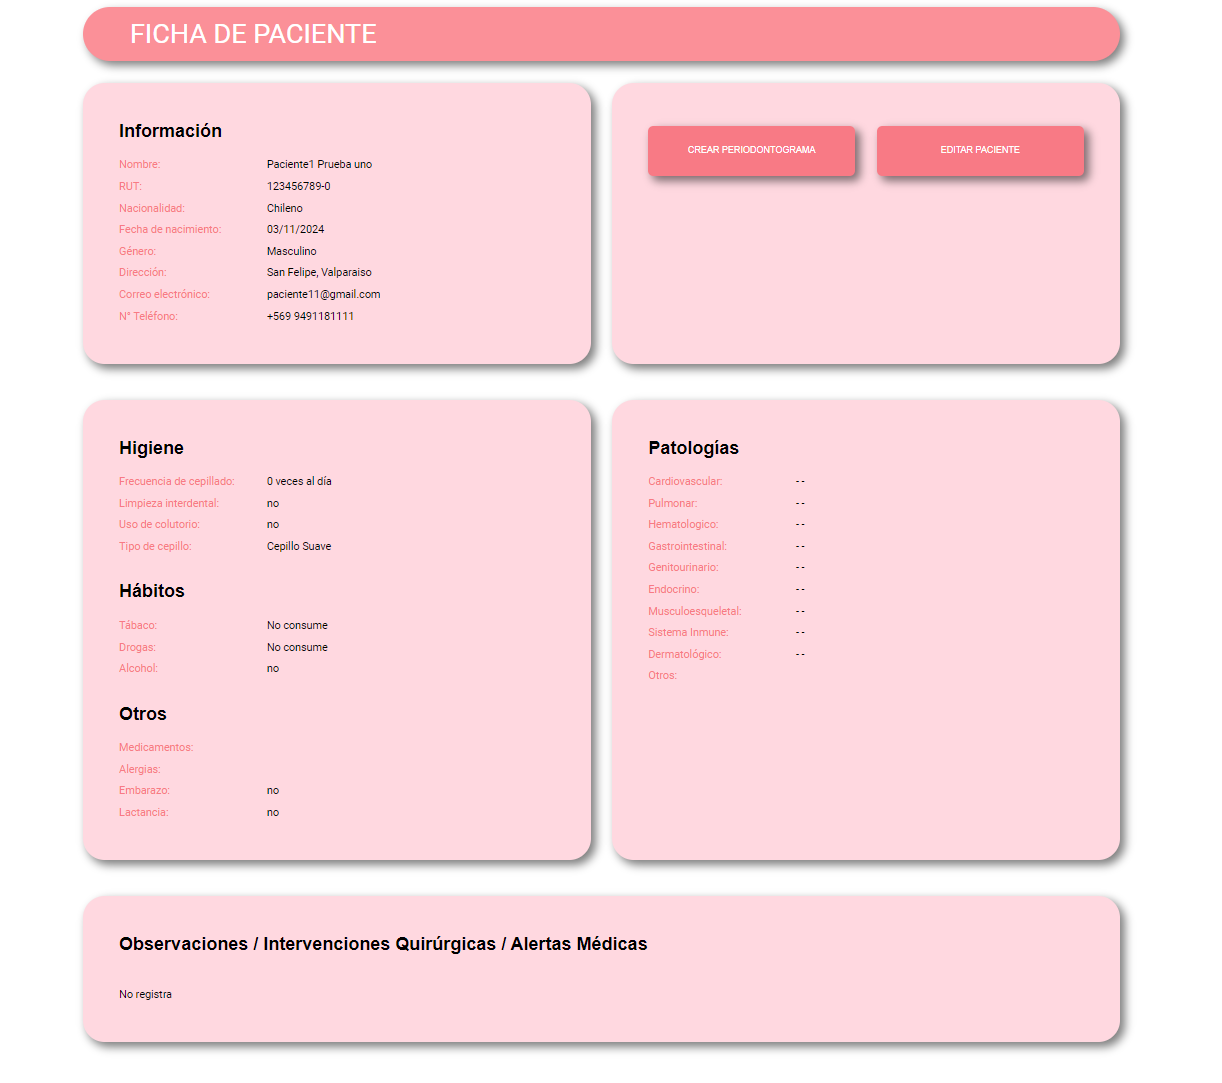 FICHA DE PACIENTE
Información
Nombre: Paciente1 Prueba uno
RUT: 123456789-0
Nacionalidad: Chileno
Fecha de nacimiento: 03/11/2024
Género: Masculino
Dirección: San Felipe, Valparaiso
Correo electrónico: paciente11@gmail.com
N° Teléfono: +569 9491181111
CREAR PERIODONTOGRAMA
EDITAR PACIENTE
Higiene
Frecuencia de cepillado: 0 veces al día
Limpieza interdental: no
Uso de colutorio: no
Tipo de cepillo: Cepillo Suave
Hábitos
Tábaco: No consume
Drogas: No consume
Alcohol: no
Otros
Medicamentos:
Alergias:
Embarazo: no
Lactancia: no
Patologías
Cardiovascular: - -
Pulmonar: - -
Hematologico: - -
Gastrointestinal: - -
Genitourinario: - -
Endocrino: - -
Musculoesqueletal: - -
Sistema Inmune: - -
Dermatológico: - -
Otros:
Observaciones / Intervenciones Quirúrgicas / Alertas Médicas
No registra